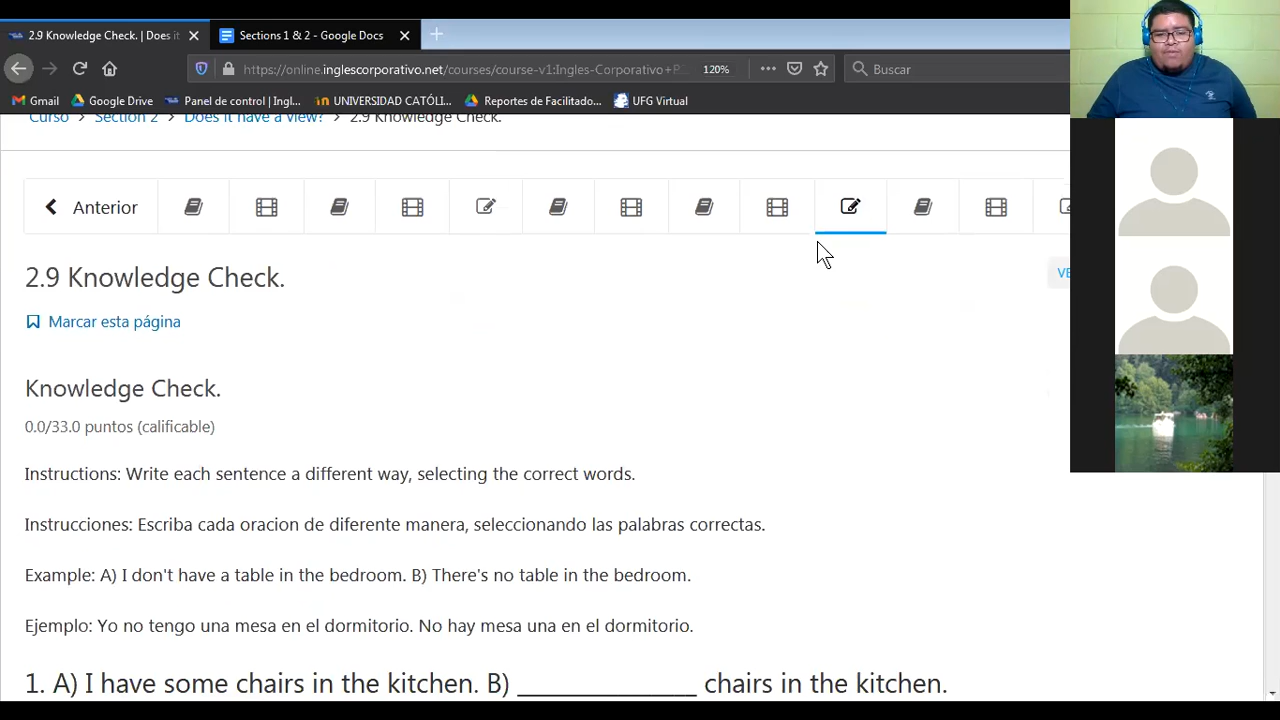 2.9 Knowledge Check. | Does it
Sections 1 & 2 - Google Docs
https://online.inglescorporativo.net/courses/course-v1:Ingles-Corporativo+B
120%
Buscar
Gmail
Google Drive
Panel de control | Ingl...
UNIVERSIDAD CATÓLI...
Reportes de Facilitado...
UFG Virtual
Curso > Section 2 > Does it have a view? > 2.9 Knowledge Check.
Anterior
2.9 Knowledge Check.
VE
Marcar esta página
Knowledge Check.
0.0/33.0 puntos (calificable)
Instructions: Write each sentence a different way, selecting the correct words.
Instrucciones: Escriba cada oracion de diferente manera, seleccionando las palabras correctas.
Example: A) I don't have a table in the bedroom. B) There's no table in the bedroom.
Ejemplo: Yo no tengo una mesa en el dormitorio. No hay mesa una en el dormitorio.
1. A) I have some chairs in the kitchen. B) ______________ chairs in the kitchen.